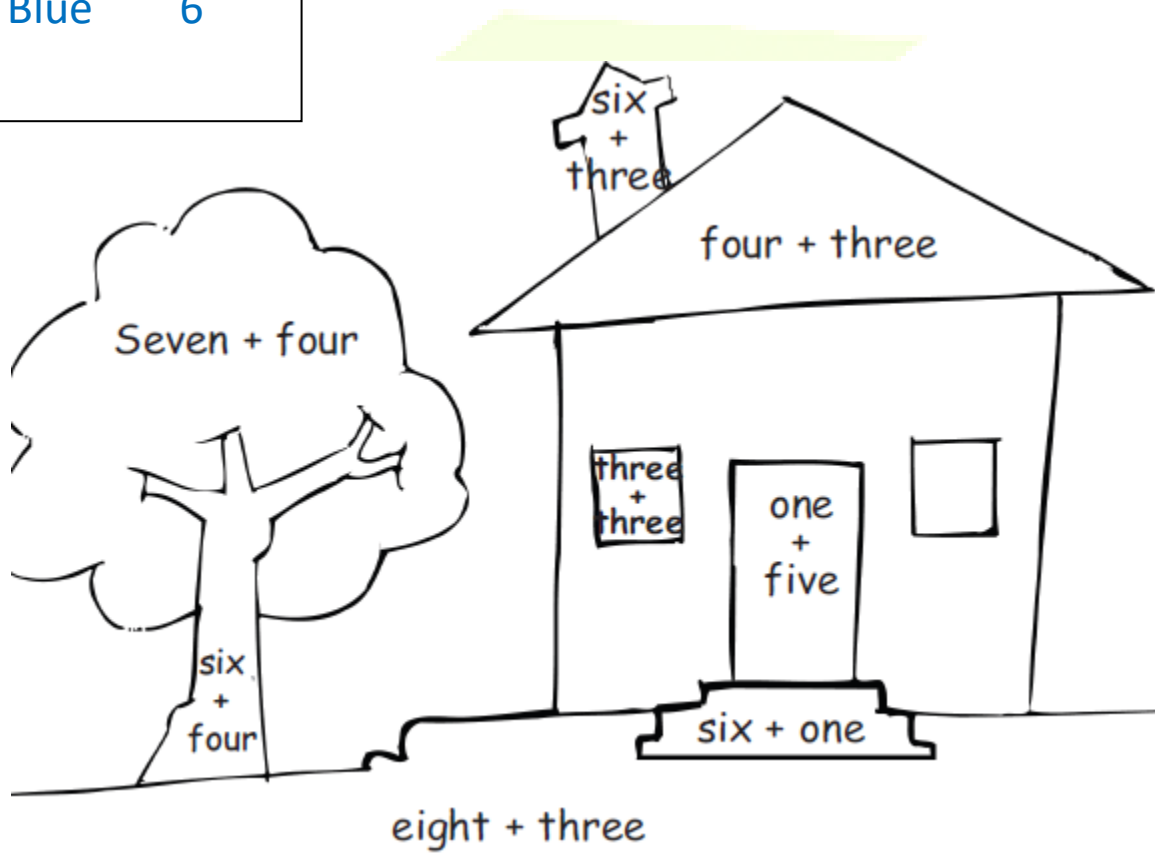 Blue 6
six
+
three
four + three
Seven + four
three
+
three
one
+
five
six
+
four
six + one
eight + three